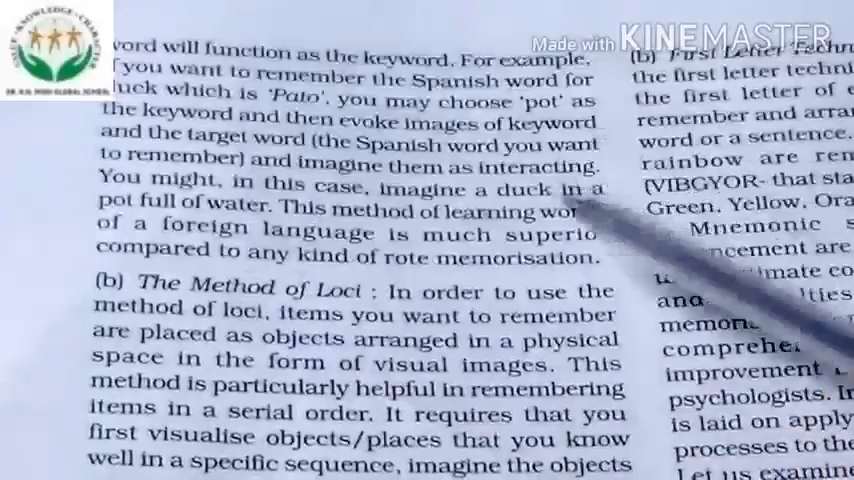 Made with KINEMASTER
VALUE • KNOWLEDGE • CHARACTER
word will function as the keyword. For example,
if you want to remember the Spanish word for
duck which is 'Pato', you may choose 'pot' as
the keyword and then evoke images of keyword
and the target word (the Spanish word you want
to remember) and imagine them as interacting.
You might, in this case, imagine a duck in a
pot full of water. This method of learning wor
of a foreign language is much superio
compared to any kind of rote memorisation.
(b) The Method of Loci : In order to use the
method of loci, items you want to remember
are placed as objects arranged in a physical
space in the form of visual images. This
method is particularly helpful in remembering
items in a serial order. It requires that you
first visualise objects/places that you know
well in a specific sequence, imagine the objects
(b) First Letter Techn
the first letter techni
the first letter of e
remember and arra
word or a sentence.
rainbow are rem
(VIBGYOR- that sta
Green, Yellow, Ora
Mnemonic s
ncement are
imate co
and ties
memor
comprehe
improvement
psychologists. In
is laid on apply
processes to the
Let us examine